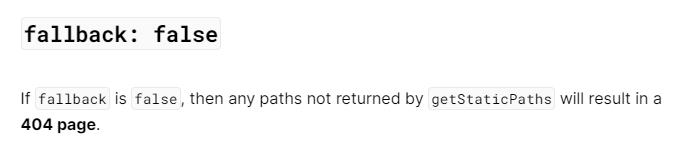 fallback: false
If fallback is false, then any paths not returned by getStaticPaths will result in a
404 page.